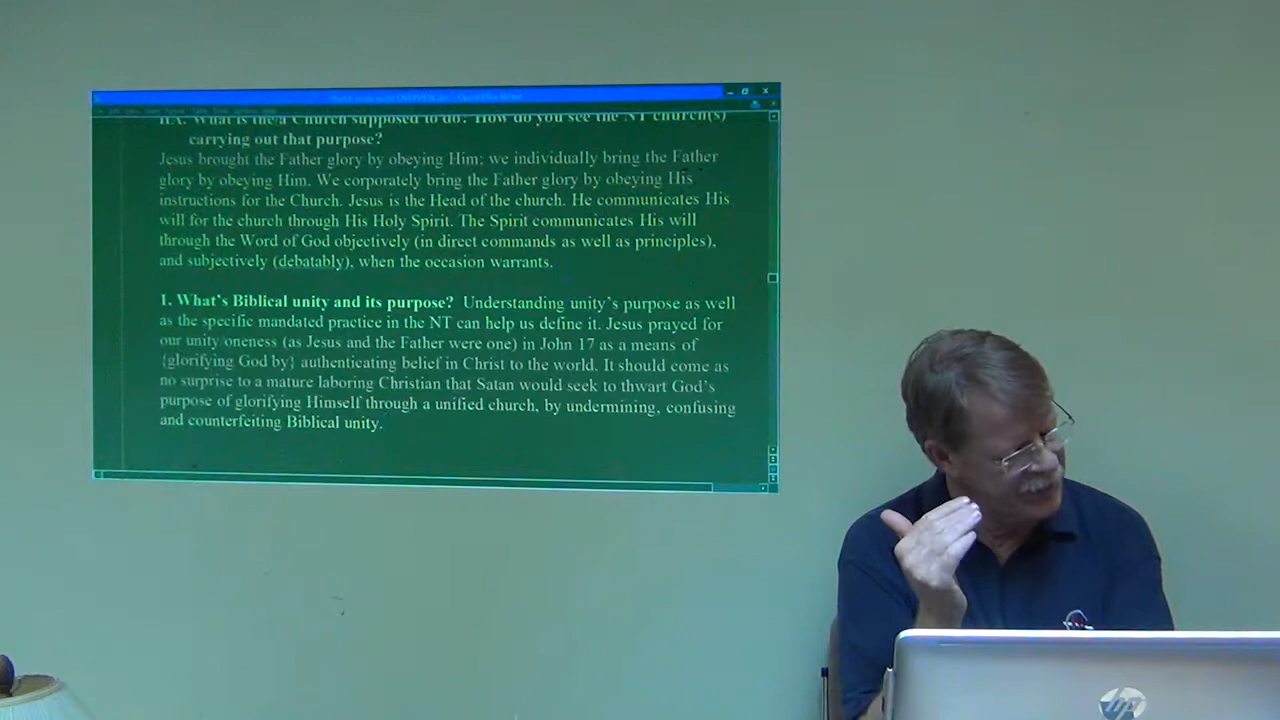 II.A. What is the/a Church supposed to do? How do you see the NT church(s)
carrying out that purpose?
Jesus brought the Father glory by obeying Him; we individually bring the Father
glory by obeying Him. We corporately bring the Father glory by obeying His
instructions for the Church. Jesus is the Head of the church. He communicates His
will for the church through His Holy Spirit. The Spirit communicates His will
through the Word of God objectively (in direct commands as well as principles),
and subjectively (debatably), when the occasion warrants.
1. What's Biblical unity and its purpose? Understanding unity's purpose as well
as the specific mandated practice in the NT can help us define it. Jesus prayed for
our unity/oneness (as Jesus and the Father were one) in John 17 as a means of
{glorifying God by} authenticating belief in Christ to the world. It should come as
no surprise to a mature laboring Christian that Satan would seek to thwart God's
purpose of glorifying Himself through a unified church, by undermining, confusing
and counterfeiting Biblical unity.
hp